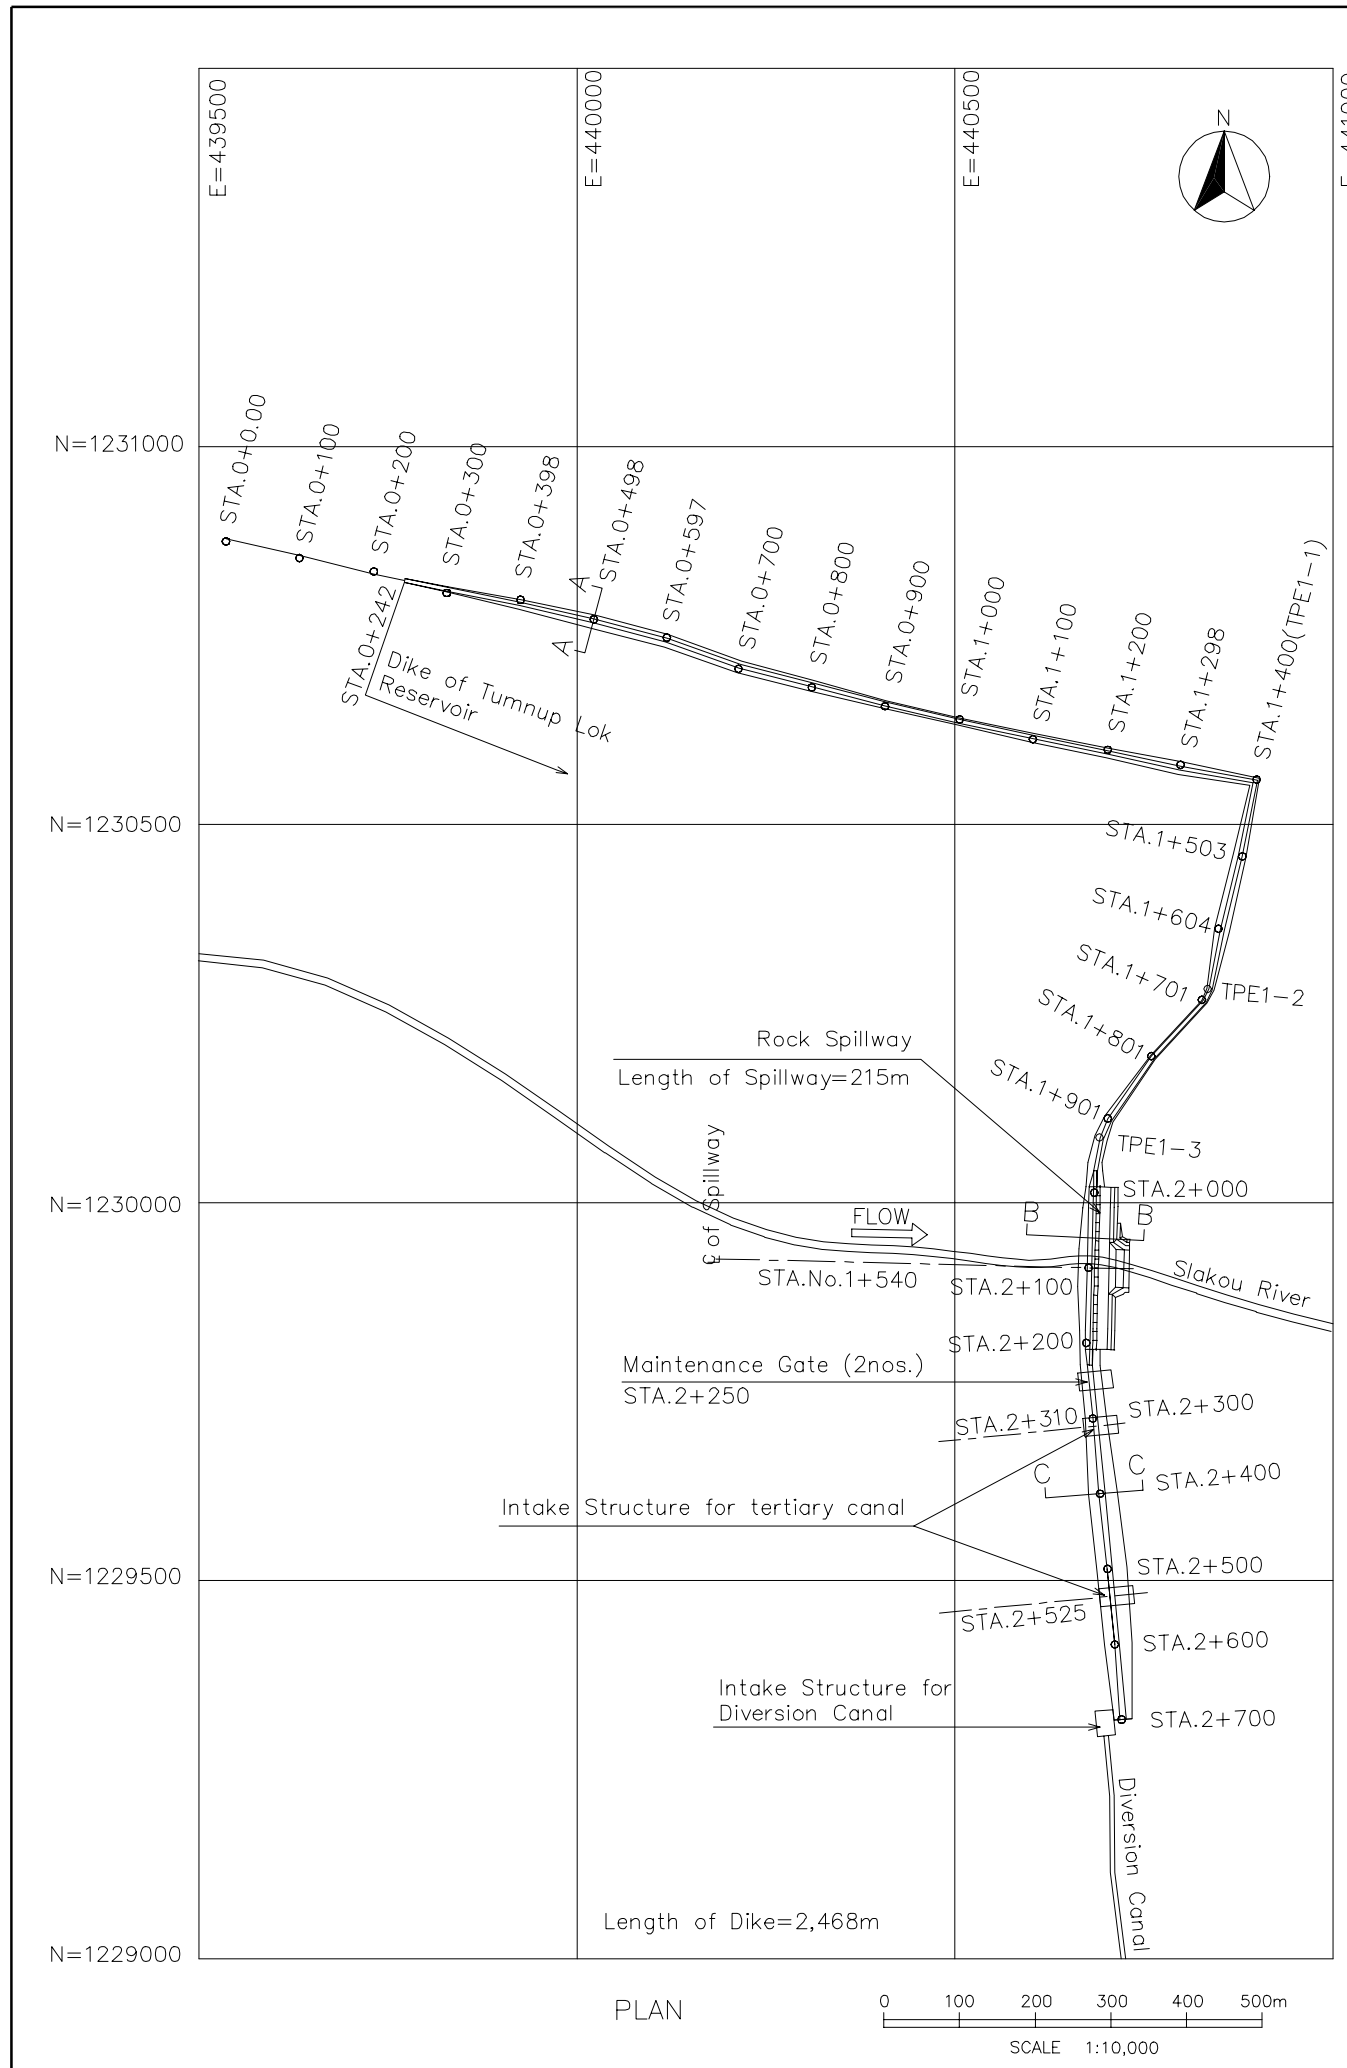 E=439500
E=440000
E=440500
N
N=1231000
STA.0+0.00
STA.0+100
STA.0+200
STA.0+300
STA.0+398
STA.0+498
STA.0+597
STA.0+700
STA.0+800
STA.0+900
STA.1+000
STA.1+100
STA.1+200
STA.1+298
STA.1+400(TPE1-1)
A
A
STA.0+242
Dike of Tumnup Lok
Reservoir
N=1230500
STA.1+503
STA.1+604
STA.1+701
TPE1-2
STA.1+801
Rock Spillway
Length of Spillway=215m
STA.1+901
TPE1-3
N=1230000
STA.2+000
C of Spillway
FLOW
B
B
STA.No.1+540
STA.2+100
Slakou River
STA.2+200
Maintenance Gate (2nos.)
STA.2+250
STA.2+310
STA.2+300
C
C
STA.2+400
Intake Structure for tertiary canal
N=1229500
STA.2+500
STA.2+525
STA.2+600
Intake Structure for
Diversion Canal
STA.2+700
Diversion Canal
Length of Dike=2,468m
N=1229000
PLAN
0 100 200 300 400 500m
SCALE 1:10,000